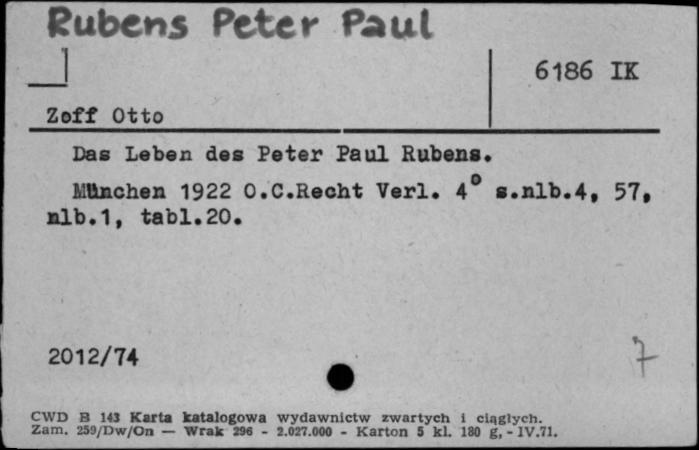 Rubens Peter Paul
6186 IK
Zoff Otto
Das Leben des Peter Paul Rubens.
München 1922 O.C.Recht Verl. 4° s.nlb.4, 57,
nlb.1, tabl.20.
2012/74
7
CWD B 143 Karta katalogowa wydawnictw zwartych i ciągłych.
Zam. 259/Dw/On — Wrak 296 - 2.027.000 - Karton 5 kl. 180 g, - IV.71.